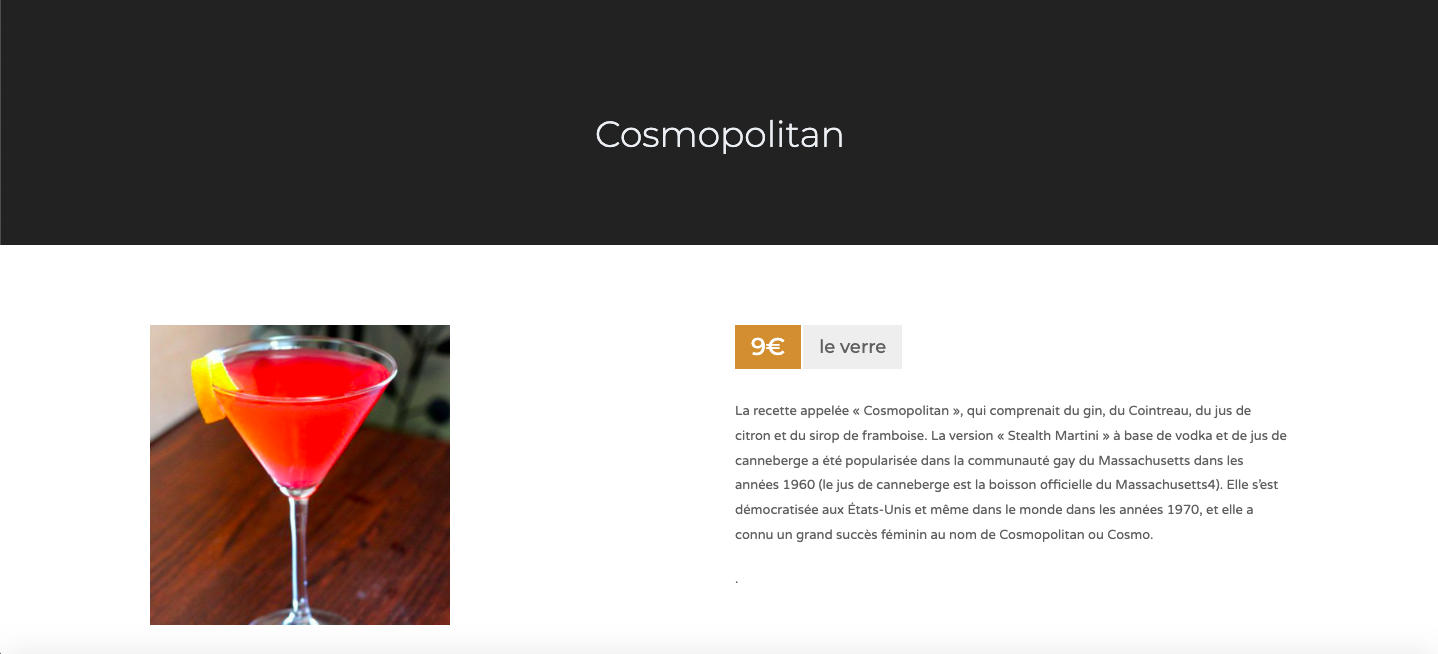 Cosmopolitan
9€ le verre
La recette appelée « Cosmopolitan », qui comprenait du gin, du Cointreau, du jus de
citron et du sirop de framboise. La version « Stealth Martini » à base de vodka et de jus de
canneberge a été popularisée dans la communauté gay du Massachusetts dans les
années 1960 (le jus de canneberge est la boisson officielle du Massachusetts4). Elle s'est
démocratisée aux États-Unis et même dans le monde dans les années 1970, et elle a
connu un grand succès féminin au nom de Cosmopolitan ou Cosmo.
.